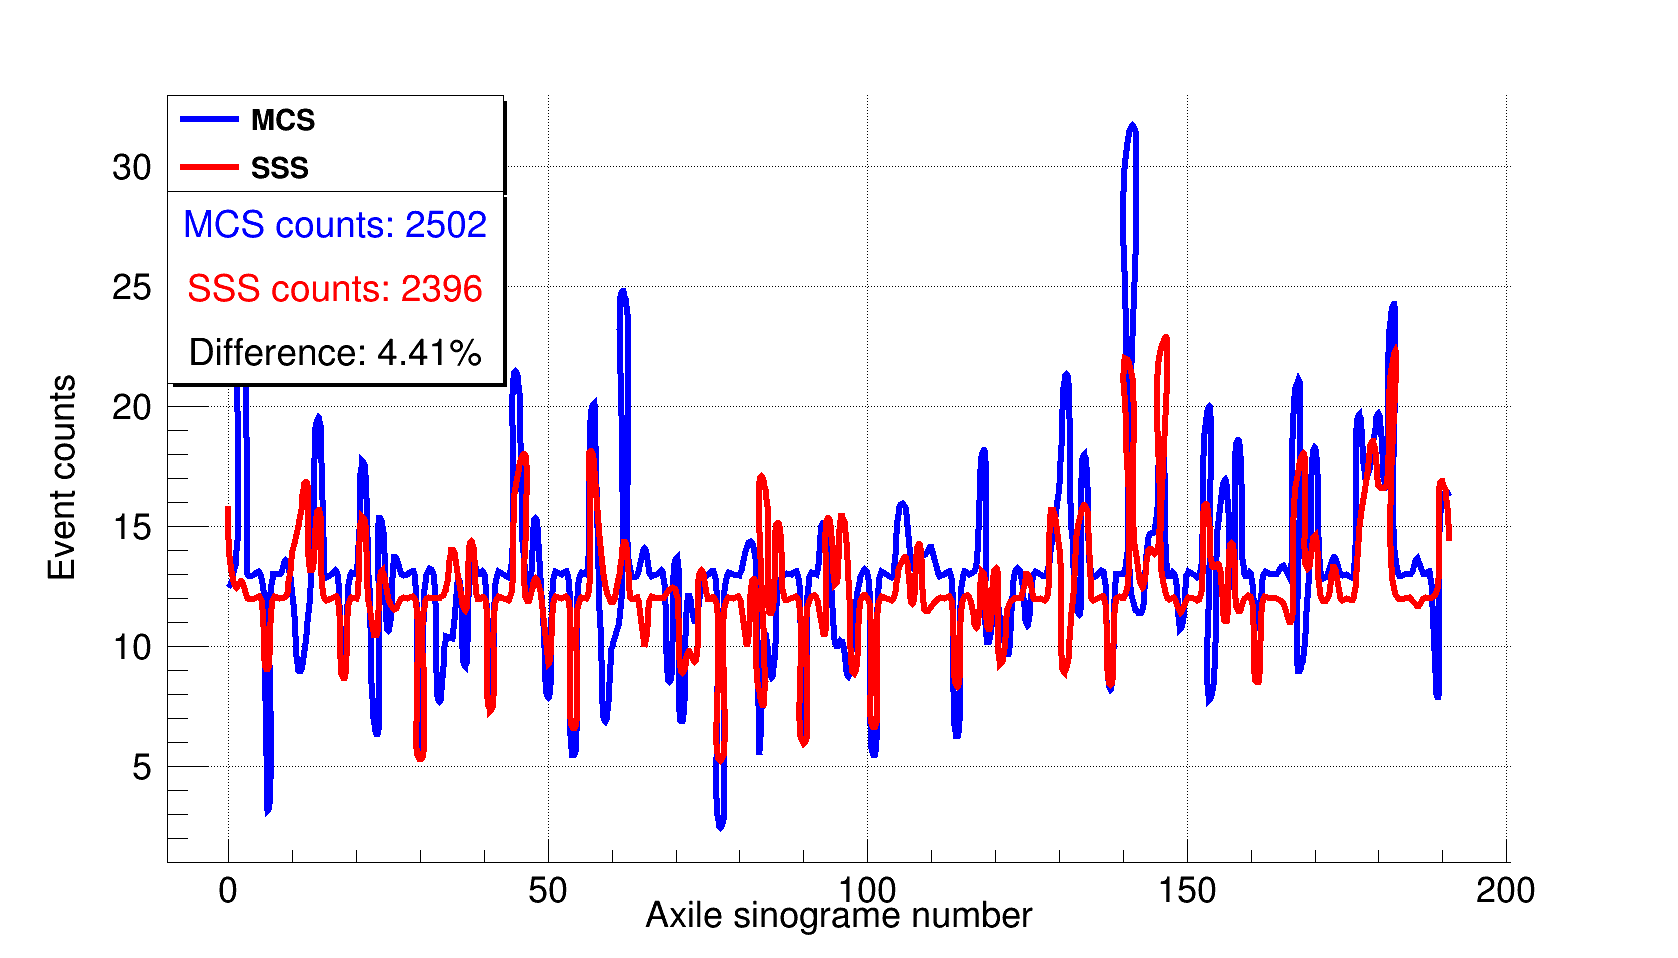 MCS
SSS
MCS counts: 2502
SSS counts: 2396
Difference: 4.41%
30
25
20
15
10
5
Event counts
0 50 100 150 200
Axile sinograme number